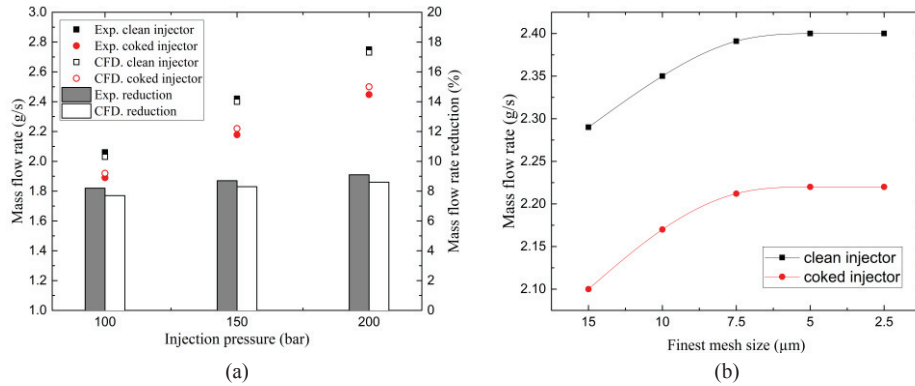 Exp. clean injector
Exp. coked injector
CFD. clean injector
CFD. coked injector
Exp. reduction
CFD. reduction
Mass flow rate (g/s)
3.0
2.8
2.6
2.4
2.2
2.0
1.8
1.6
1.4
1.2
1.0
20
18
16
14
12
10
8
6
4
2
0
Mass flow rate reduction (%)
100
150
200
Injection pressure (bar)
(a)
Mass flow rate (g/s)
2.40
2.35
2.30
2.25
2.20
2.15
2.10
clean injector
coked injector
15
10
7.5
5
2.5
Finest mesh size (µm)
(b)